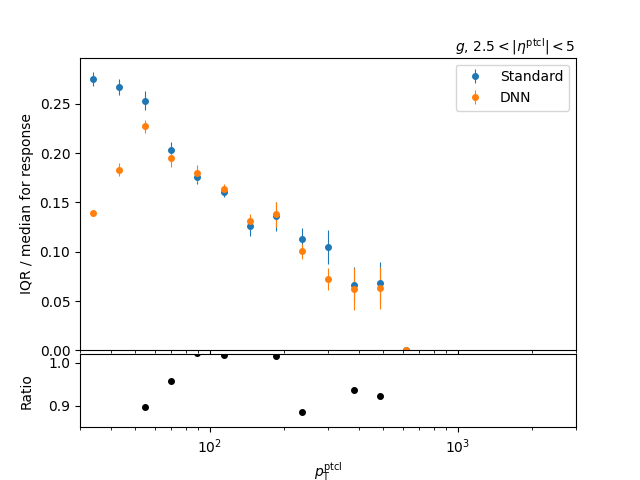 g, 2.5 < |η^ptcl| < 5
Standard
DNN
IQR / median for response
0.25
0.20
0.15
0.10
0.05
0.00
Ratio
1.0
0.9
10^2
10^3
p_T^ptcl